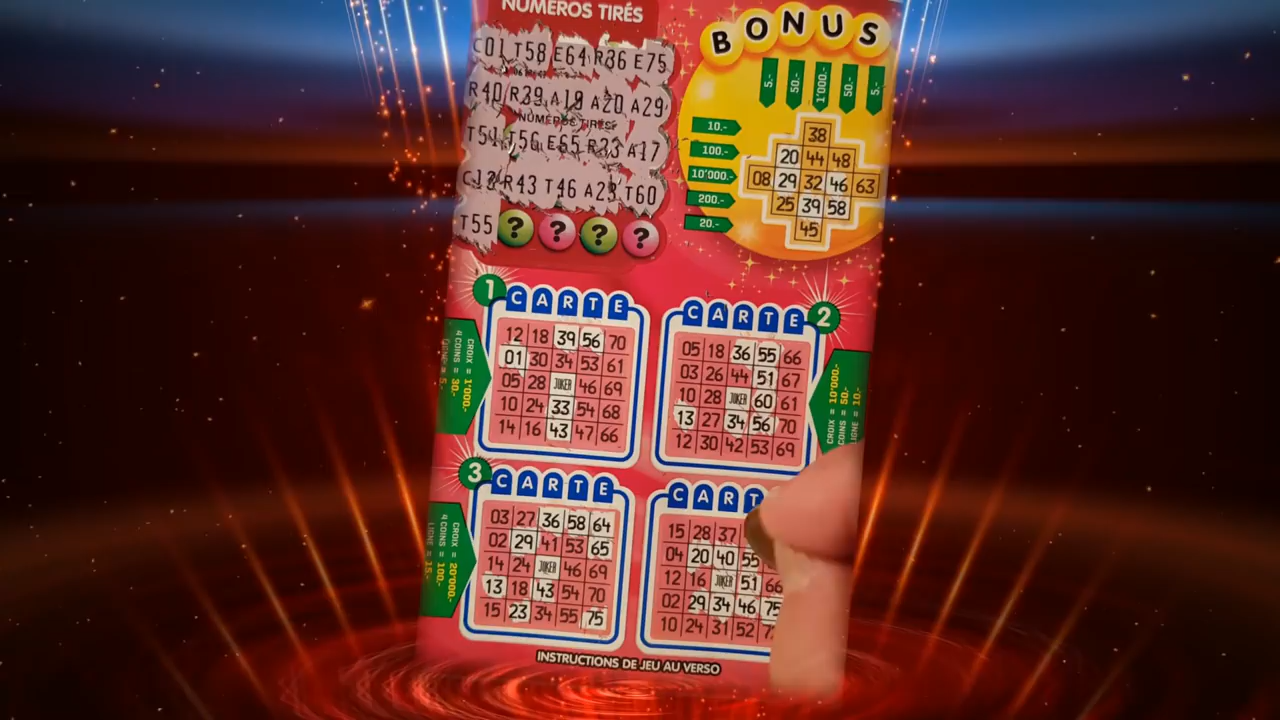 NUMÉROS TIRÉS
C01 T58 E64 R36 E75
R40 R39 A19 A20 A29
NUMÉROS TIRÉS
T51 T56 E65 R33 A17
C13 R43 T46 A23 T60
T55 ? ? ? ?
BONUS
5.- 50.- 1'000.- 50.- 5.-
10.-
100.-
10'000.-
200.-
20.-
38
20 44 48
08 29 32 46 63
25 39 58
45
1
CARTE
12 18 39 56 70
01 30 34 53 61
05 28 JOKER 46 69
10 24 33 54 68
14 16 43 47 66
CROIX = 1'000.-
4 COINS = 30.-
LIGNE = 5.-
CARTE
2
05 18 36 55 66
03 26 44 51 67
10 28 JOKER 60 61
13 27 34 56 70
12 30 42 53 69
CROIX = 10'000.-
COINS = 50.-
LIGNE = 10.-
3
CARTE
03 27 36 58 64
02 29 41 53 65
14 24 JOKER 46 69
13 18 43 54 70
15 23 34 55 75
CROIX = 20'000.-
4 COINS = 100.-
LIGNE = 15.-
CART
15 28 37
04 20 40 55
12 16 JOKER 51 66
02 29 34 46 75
10 24 31 52
INSTRUCTIONS DE JEU AU VERSO